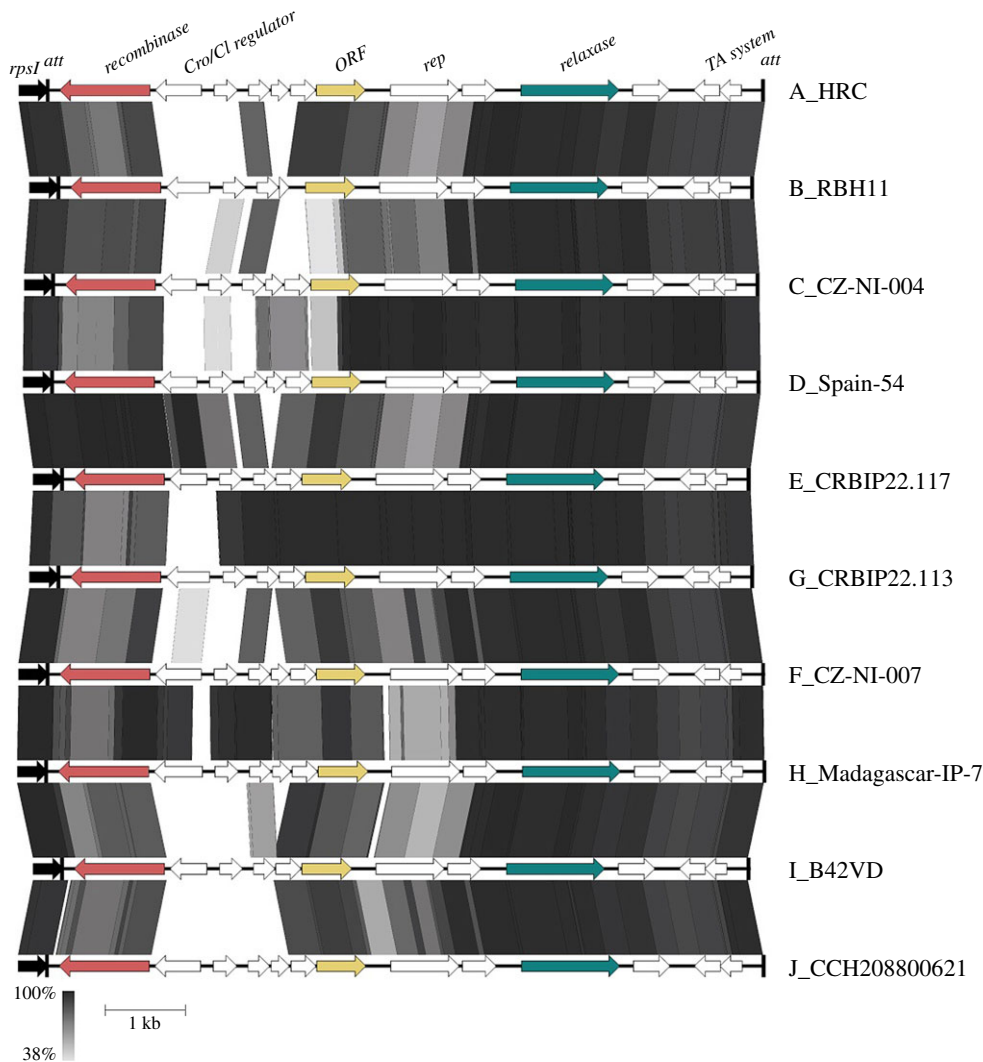 rpsI att recombinase Cro/Cl regulator ORF rep relaxase TA system att
A_HRC
B_RBH11
C_CZ-NI-004
D_Spain-54
E_CRBIP22.117
G_CRBIP22.113
F_CZ-NI-007
H_Madagascar-IP-7
I_B42VD
J_CCH208800621
100%
1 kb
38%